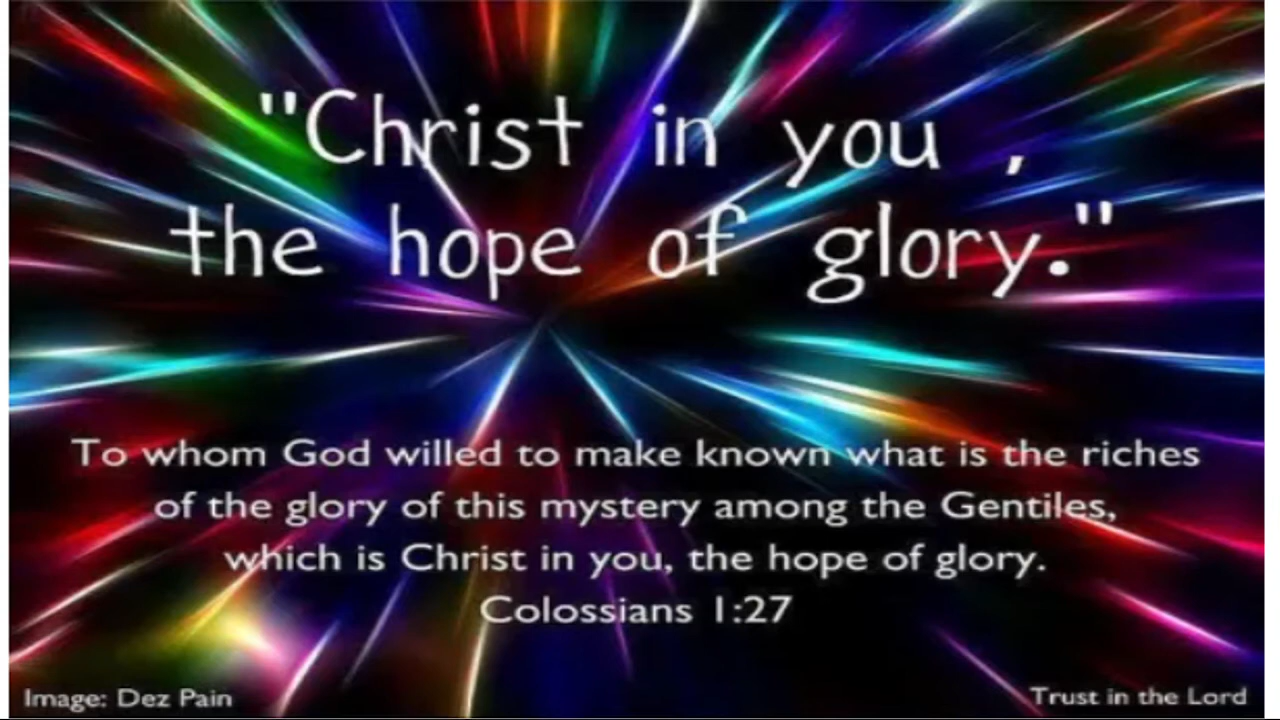 "Christ in you ,
the hope of glory."
To whom God willed to make known what is the riches
of the glory of this mystery among the Gentiles,
which is Christ in you, the hope of glory.
Colossians 1:27
Image: Dez Pain
Trust in the Lord